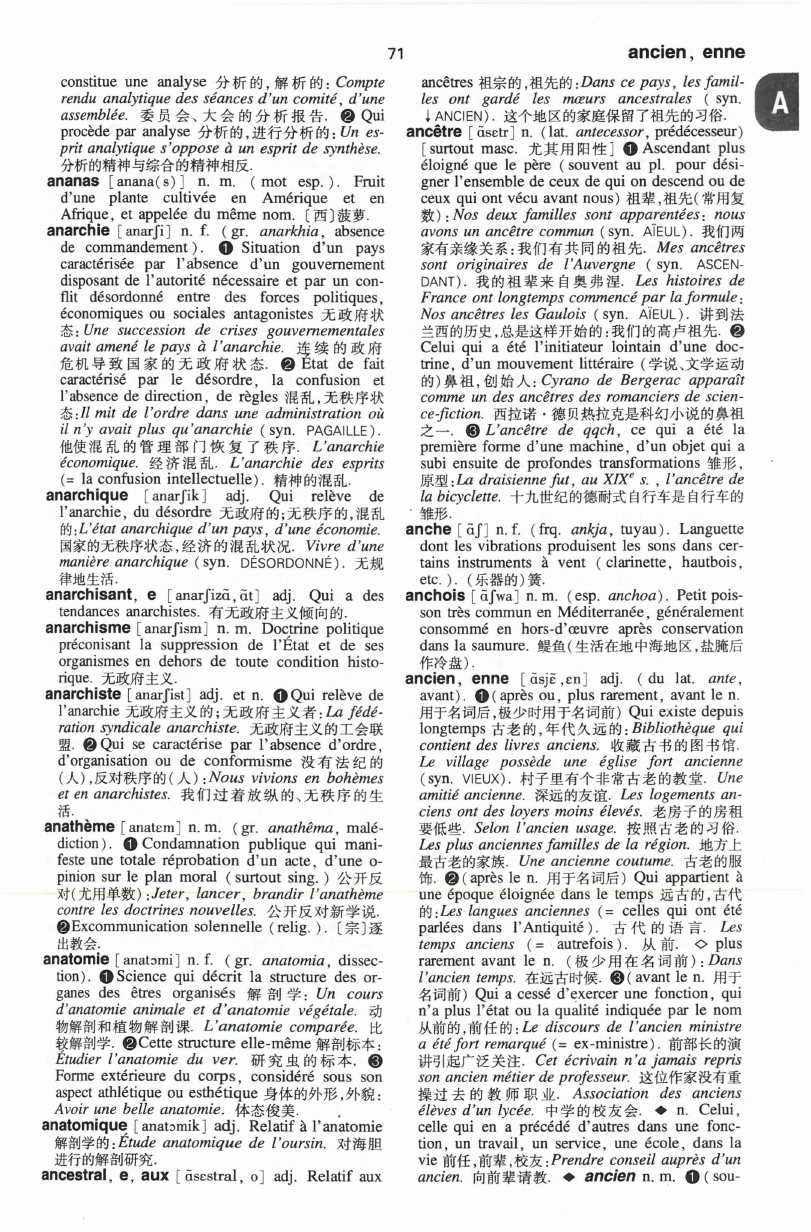 71
ancien, enne
A
constitue une analyse 分析的,解析的: Compte
rendu analytique des séances d'un comité, d'une
assemblée. 委员会、大会的分析报告. ❷ Qui
procède par analyse 分析的,进行分析的: Un es-
prit analytique s'oppose à un esprit de synthèse.
分析的精神与综合的精神相反.
ananas [anana(s)] n. m. (mot esp.). Fruit
d'une plante cultivée en Amérique et en
Afrique, et appelée du même nom. [西]菠萝.
anarchie [anarʃi] n. f. (gr. anarkhia, absence
de commandement). ❶ Situation d'un pays
caractérisée par l'absence d'un gouvernement
disposant de l'autorité nécessaire et par un con-
flit désordonné entre des forces politiques,
économiques ou sociales antagonistes 无政府状
态: Une succession de crises gouvernementales
avait amené le pays à l'anarchie. 连续的政府
危机导致国家的无政府状态. ❷ État de fait
caractérisé par le désordre, la confusion et
l'absence de direction, de règles 混乱,无秩序状
态:Il mit de l'ordre dans une administration où
il n'y avait plus qu'anarchie (syn. PAGAILLE).
他使混乱的管理部门恢复了秩序. L'anarchie
économique. 经济混乱. L'anarchie des esprits
(= la confusion intellectuelle). 精神的混乱.
anarchique [anarʃik] adj. Qui relève de
l'anarchie, du désordre 无政府的;无秩序的,混乱
的:L'état anarchique d'un pays, d'une économie.
国家的无秩序状态,经济的混乱状况. Vivre d'une
manière anarchique (syn. DÉSORDONNÉ). 无规
律地生活.
anarchisant, e [anarʃizɑ̃, ɑ̃t] adj. Qui a des
tendances anarchistes. 有无政府主义倾向的.
anarchisme [anarʃism] n. m. Doctrine politique
préconisant la suppression de l'État et de ses
organismes en dehors de toute condition histo-
rique. 无政府主义.
anarchiste [anarʃist] adj. et n. ❶Qui relève de
l'anarchie 无政府主义的;无政府主义者: La fédé-
ration syndicale anarchiste. 无政府主义的工会联
盟. ❷ Qui se caractérise par l'absence d'ordre,
d'organisation ou de conformisme 没有法纪的
(人),反对秩序的(人):Nous vivions en bohèmes
et en anarchistes. 我们过着放纵的、无秩序的生
活.
anathème [anatɛm] n. m. (gr. anathêma, malé-
diction). ❶ Condamnation publique qui mani-
feste une totale réprobation d'un acte, d'une o-
pinion sur le plan moral (surtout sing.) 公开反
对(尤用单数):Jeter, lancer, brandir l'anathème
contre les doctrines nouvelles. 公开反对新学说.
❷Excommunication solennelle (relig.). [宗]逐
出教会.
anatomie [anatɔmi] n. f. (gr. anatomia, dissec-
tion). ❶Science qui décrit la structure des or-
ganes des êtres organisés 解剖学: Un cours
d'anatomie animale et d'anatomie végétale. 动
物解剖和植物解剖课. L'anatomie comparée. 比
较解剖学. ❷Cette structure elle-même 解剖标本:
Étudier l'anatomie du ver. 研究虫的标本. ❸
Forme extérieure du corps, considéré sous son
aspect athlétique ou esthétique 身体的外形,外貌:
Avoir une belle anatomie. 体态俊美.
anatomique [anatɔmik] adj. Relatif à l'anatomie
解剖学的:Étude anatomique de l'oursin. 对海胆
进行的解剖研究.
ancestral, e, aux [ɑ̃sɛstral, o] adj. Relatif aux
ancêtres 祖宗的,祖先的:Dans ce pays, les famil-
les ont gardé les mœurs ancestrales (syn.
↓ANCIEN). 这个地区的家庭保留了祖先的习俗.
ancêtre [ɑ̃sɛtr] n. (lat. antecessor, prédécesseur)
[surtout masc. 尤其用阳性] ❶ Ascendant plus
éloigné que le père (souvent au pl. pour dési-
gner l'ensemble de ceux de qui on descend ou de
ceux qui ont vécu avant nous) 祖辈,祖先(常用复
数):Nos deux familles sont apparentées: nous
avons un ancêtre commun (syn. AÏEUL). 我们两
家有亲缘关系:我们有共同的祖先. Mes ancêtres
sont originaires de l'Auvergne (syn. ASCEN-
DANT). 我的祖辈来自奥弗涅. Les histoires de
France ont longtemps commencé par la formule:
Nos ancêtres les Gaulois (syn. AÏEUL). 讲到法
兰西的历史,总是这样开始的:我们的高卢祖先. ❷
Celui qui a été l'initiateur lointain d'une doc-
trine, d'un mouvement littéraire (学说、文学运动
的)鼻祖,创始人: Cyrano de Bergerac apparaît
comme un des ancêtres des romanciers de scien-
ce-fiction. 西拉诺·德贝热拉克是科幻小说的鼻祖
之一. ❸ L'ancêtre de qqch, ce qui a été la
première forme d'une machine, d'un objet qui a
subi ensuite de profondes transformations 雏形,
原型:La draisienne fut, au XIXe s., l'ancêtre de
la bicyclette. 十九世纪的德耐式自行车是自行车的
雏形.
anche [ɑ̃ʃ] n. f. (frq. ankja, tuyau). Languette
dont les vibrations produisent les sons dans cer-
tains instruments à vent (clarinette, hautbois,
etc.). (乐器的)簧.
anchois [ɑ̃ʃwa] n. m. (esp. anchoa). Petit pois-
son très commun en Méditerranée, généralement
consommé en hors-d'œuvre après conservation
dans la saumure. 鳀鱼(生活在地中海地区,盐腌后
作冷盘).
ancien, enne [ɑ̃sjɛ̃, ɛn] adj. (du lat. ante,
avant). ❶(après ou, plus rarement, avant le n.
用于名词后,极少时用于名词前) Qui existe depuis
longtemps 古老的,年代久远的: Bibliothèque qui
contient des livres anciens. 收藏古书的图书馆.
Le village possède une église fort ancienne
(syn. VIEUX). 村子里有个非常古老的教堂. Une
amitié ancienne. 深远的友谊. Les logements an-
ciens ont des loyers moins élevés. 老房子的房租
要低些. Selon l'ancien usage. 按照古老的习俗.
Les plus anciennes familles de la région. 地方上
最古老的家族. Une ancienne coutume. 古老的服
饰. ❷(après le n. 用于名词后) Qui appartient à
une époque éloignée dans le temps 远古的,古代
的:Les langues anciennes (= celles qui ont été
parlées dans l'Antiquité). 古代的语言. Les
temps anciens (= autrefois). 从前. ◇ plus
rarement avant le n. (极少用在名词前): Dans
l'ancien temps. 在远古时候. ❸(avant le n. 用于
名词前) Qui a cessé d'exercer une fonction, qui
n'a plus l'état ou la qualité indiquée par le nom
从前的,前任的: Le discours de l'ancien ministre
a été fort remarqué (= ex-ministre). 前部长的演
讲引起广泛关注. Cet écrivain n'a jamais repris
son ancien métier de professeur. 这位作家没有重
操过去的教师职业. Association des anciens
élèves d'un lycée. 中学的校友会. ◆ n. Celui,
celle qui en a précédé d'autres dans une fonc-
tion, un travail, un service, une école, dans la
vie 前任,前辈,校友:Prendre conseil auprès d'un
ancien. 向前辈请教. ◆ ancien n. m. ❶(sou-